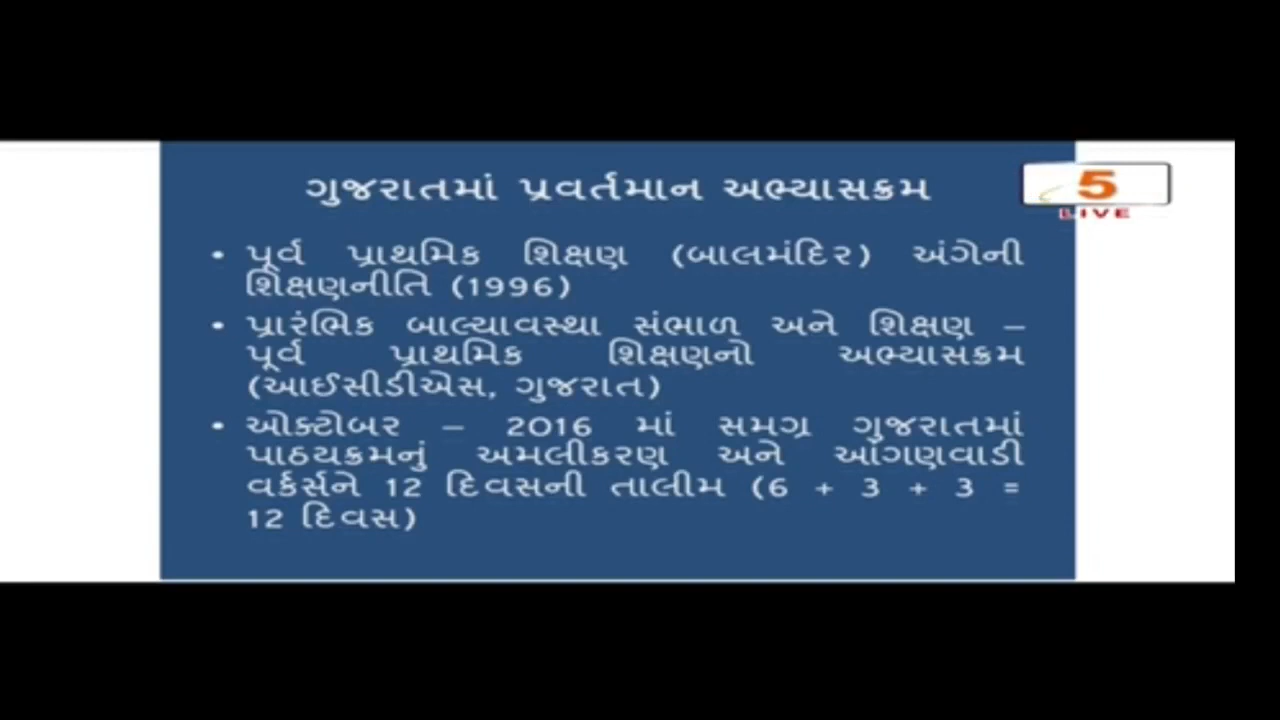 ગુજરાતમાં પ્રવર્તમાન અભ્યાસક્રમ
5
LIVE
• પૂર્વ પ્રાથમિક શિક્ષણ (બાલમંદિર) અંગેની
શિક્ષણનીતિ (1996)
• પ્રારંભિક બાલ્યાવસ્થા સંભાળ અને શિક્ષણ –
પૂર્વ પ્રાથમિક શિક્ષણનો અભ્યાસક્રમ
(આઈસીડીએસ, ગુજરાત)
• ઓક્ટોબર – 2016 માં સમગ્ર ગુજરાતમાં
પાઠયક્રમનું અમલીકરણ અને આંગણવાડી
વર્કર્સને 12 દિવસની તાલીમ (6 + 3 + 3 =
12 દિવસ)